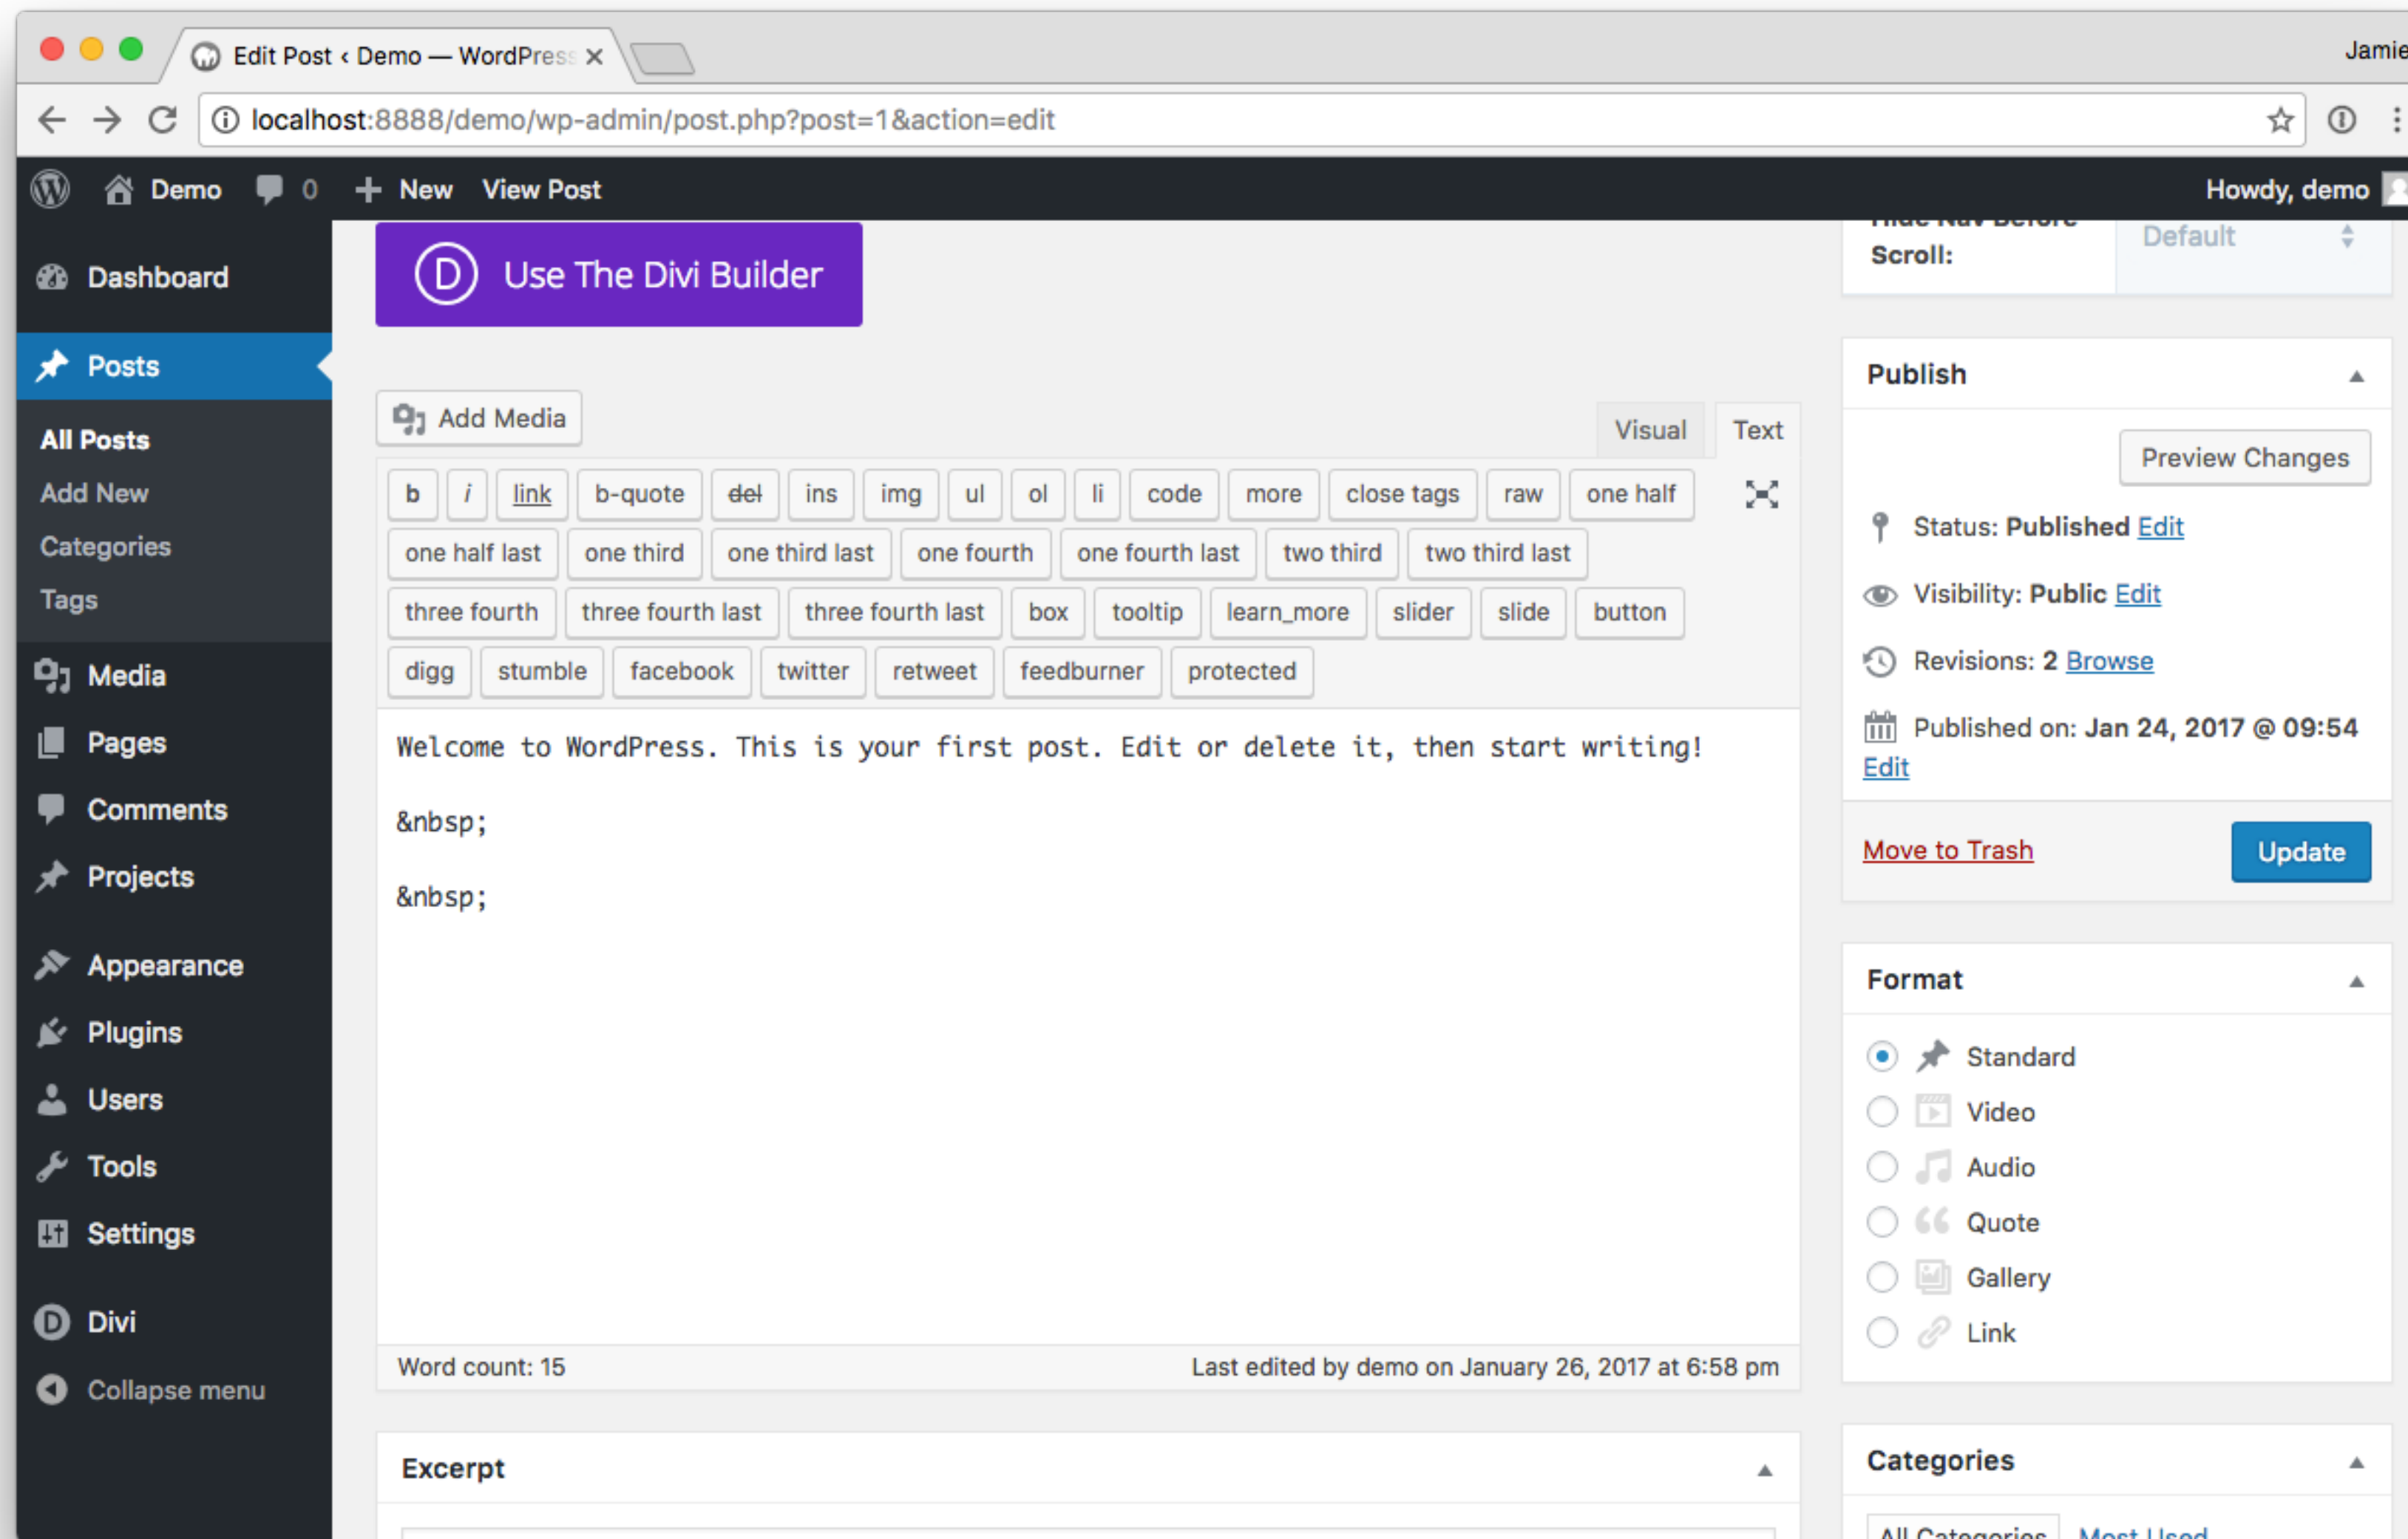 Edit Post ‹ Demo — WordPress
Jamie
localhost:8888/demo/wp-admin/post.php?post=1&action=edit
Demo 0 New View Post
Howdy, demo
Dashboard
Posts
All Posts
Add New
Categories
Tags
Media
Pages
Comments
Projects
Appearance
Plugins
Users
Tools
Settings
Divi
Collapse menu
D Use The Divi Builder
Add Media
Visual Text
b i link b-quote del ins img ul ol li code more close tags raw one half
one half last one third one third last one fourth one fourth last two third two third last
three fourth three fourth last three fourth last box tooltip learn_more slider slide button
digg stumble facebook twitter retweet feedburner protected
Welcome to WordPress. This is your first post. Edit or delete it, then start writing!
&nbsp;
&nbsp;
Word count: 15
Last edited by demo on January 26, 2017 at 6:58 pm
Excerpt
Hide Nav Before
Scroll:
Default
Publish
Preview Changes
Status: Published Edit
Visibility: Public Edit
Revisions: 2 Browse
Published on: Jan 24, 2017 @ 09:54
Edit
Move to Trash
Update
Format
Standard
Video
Audio
Quote
Gallery
Link
Categories
All Categories Most Used